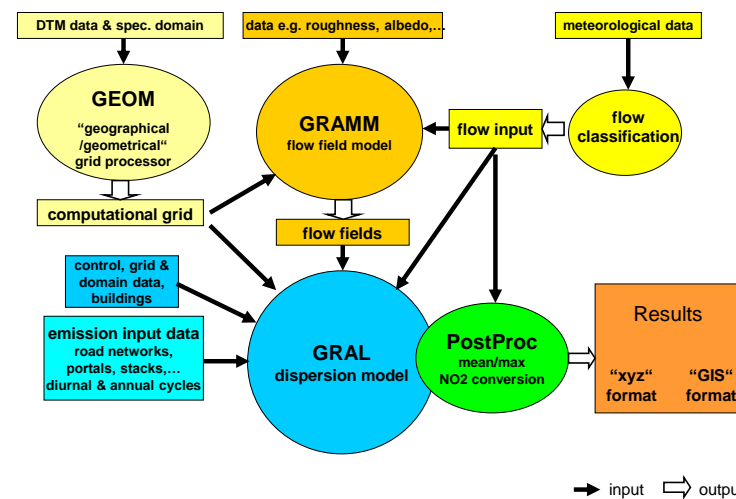 DTM data & spec. domain
data e.g. roughness, albedo,...
meteorological data
GEOM
“geographical
/geometrical“
grid processor
GRAMM
flow field model
flow input
flow
classification
computational grid
flow fields
control, grid &
domain data,
buildings
emission input data
road networks,
portals, stacks,...
diurnal & annual cycles
GRAL
dispersion model
PostProc
mean/max
NO2 conversion
Results
“xyz“ “GIS“
format format
input outpu